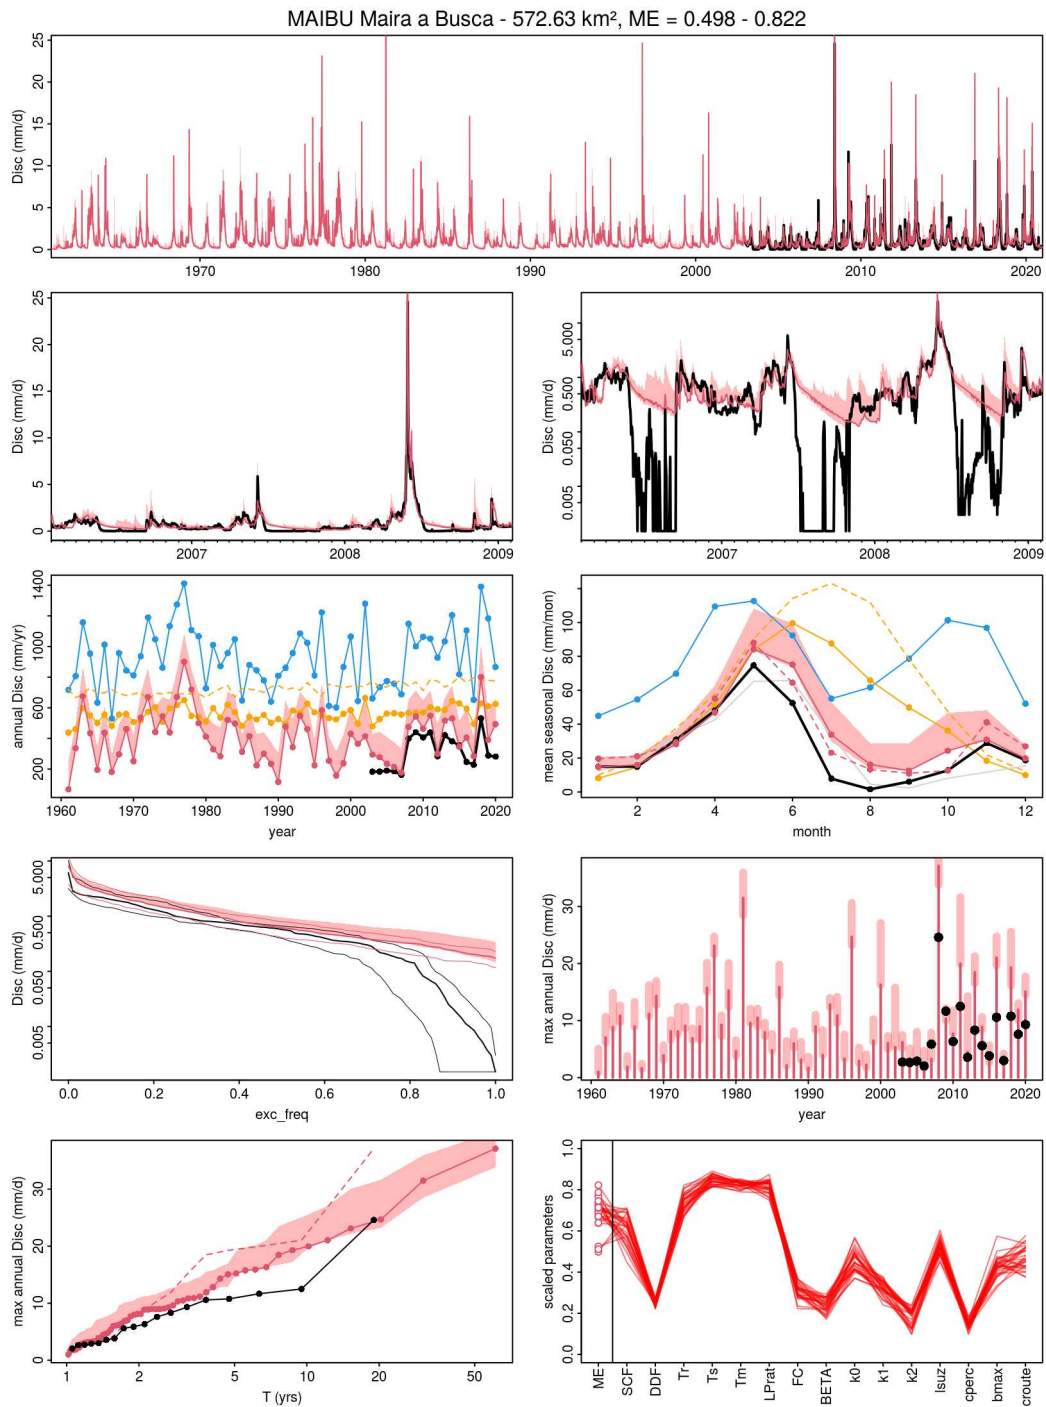 MAIBU Maira a Busca - 572.63 km², ME = 0.498 - 0.822
Disc (mm/d)
0 5 10 15 20 25
1970 1980 1990 2000 2010 2020
Disc (mm/d)
0 5 10 15 20 25
2007 2008 2009
Disc (mm/d)
0.005 0.050 0.500 5.000
2007 2008 2009
annual Disc (mm/yr)
200 600 1000 1400
1960 1970 1980 1990 2000 2010 2020
year
mean seasonal Disc (mm/mon)
0 20 40 60 80 100
2 4 6 8 10 12
month
Disc (mm/d)
0.005 0.050 0.500 5.000
0.0 0.2 0.4 0.6 0.8 1.0
exc_freq
max annual Disc (mm/d)
0 10 20 30
1960 1970 1980 1990 2000 2010 2020
year
max annual Disc (mm/d)
0 10 20 30
1 2 5 10 20 50
T (yrs)
scaled parameters
0.0 0.2 0.4 0.6 0.8 1.0
ME SCF DDF Tr Ts Tm LPrat FC BETA k0 k1 k2 lsuz cperc bmax croute